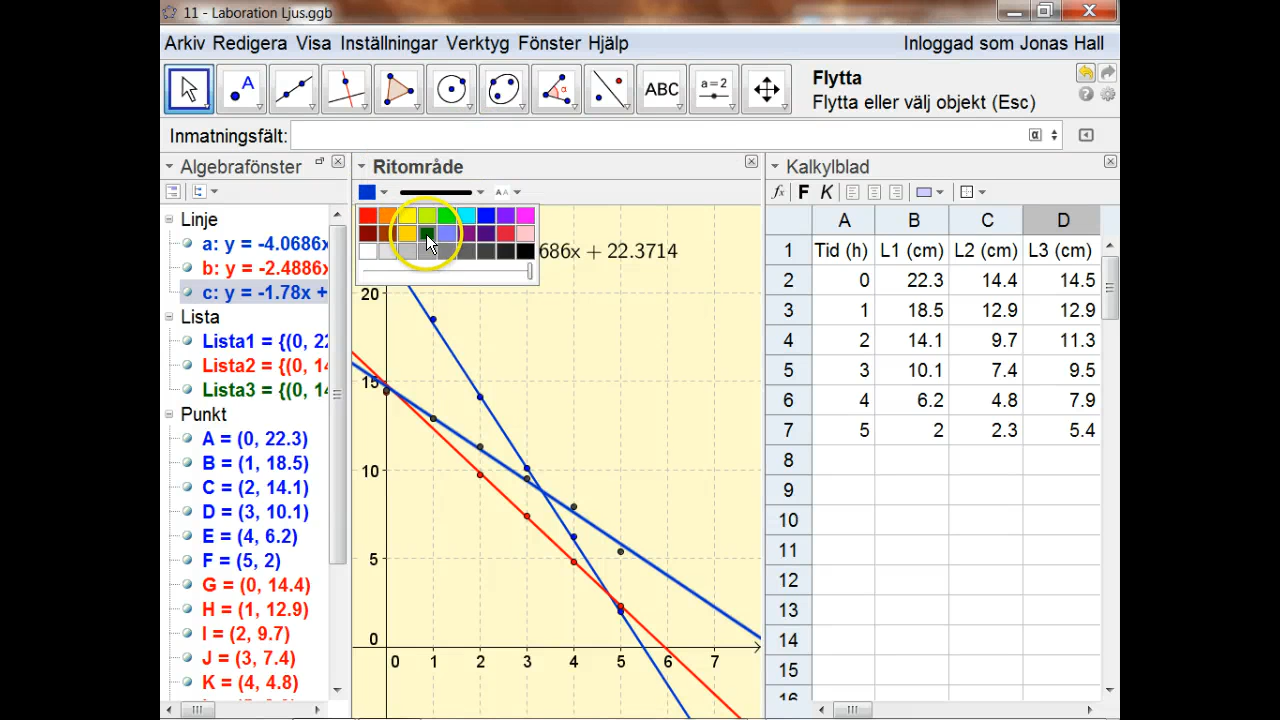 11 - Laboration Ljus.ggb
Arkiv Redigera Visa Inställningar Verktyg Fönster Hjälp Inloggad som Jonas Hall
A ABC a=2 Flytta
Flytta eller välj objekt (Esc)
Inmatningsfält: α
Algebrafönster Ritområde Kalkylblad
A A fx F K
Linje
a: y = -4.0686x
b: y = -2.4886x
c: y = -1.78x +
Lista
Lista1 = {(0, 22
Lista2 = {(0, 14
Lista3 = {(0, 14
Punkt
A = (0, 22.3)
B = (1, 18.5)
C = (2, 14.1)
D = (3, 10.1)
E = (4, 6.2)
F = (5, 2)
G = (0, 14.4)
H = (1, 12.9)
I = (2, 9.7)
J = (3, 7.4)
K = (4, 4.8)
686x + 22.3714
20
15
10
5
0
0 1 2 3 4 5 6 7
A B C D
1 Tid (h) L1 (cm) L2 (cm) L3 (cm)
2 0 22.3 14.4 14.5
3 1 18.5 12.9 12.9
4 2 14.1 9.7 11.3
5 3 10.1 7.4 9.5
6 4 6.2 4.8 7.9
7 5 2 2.3 5.4
8
9
10
11
12
13
14
15
16